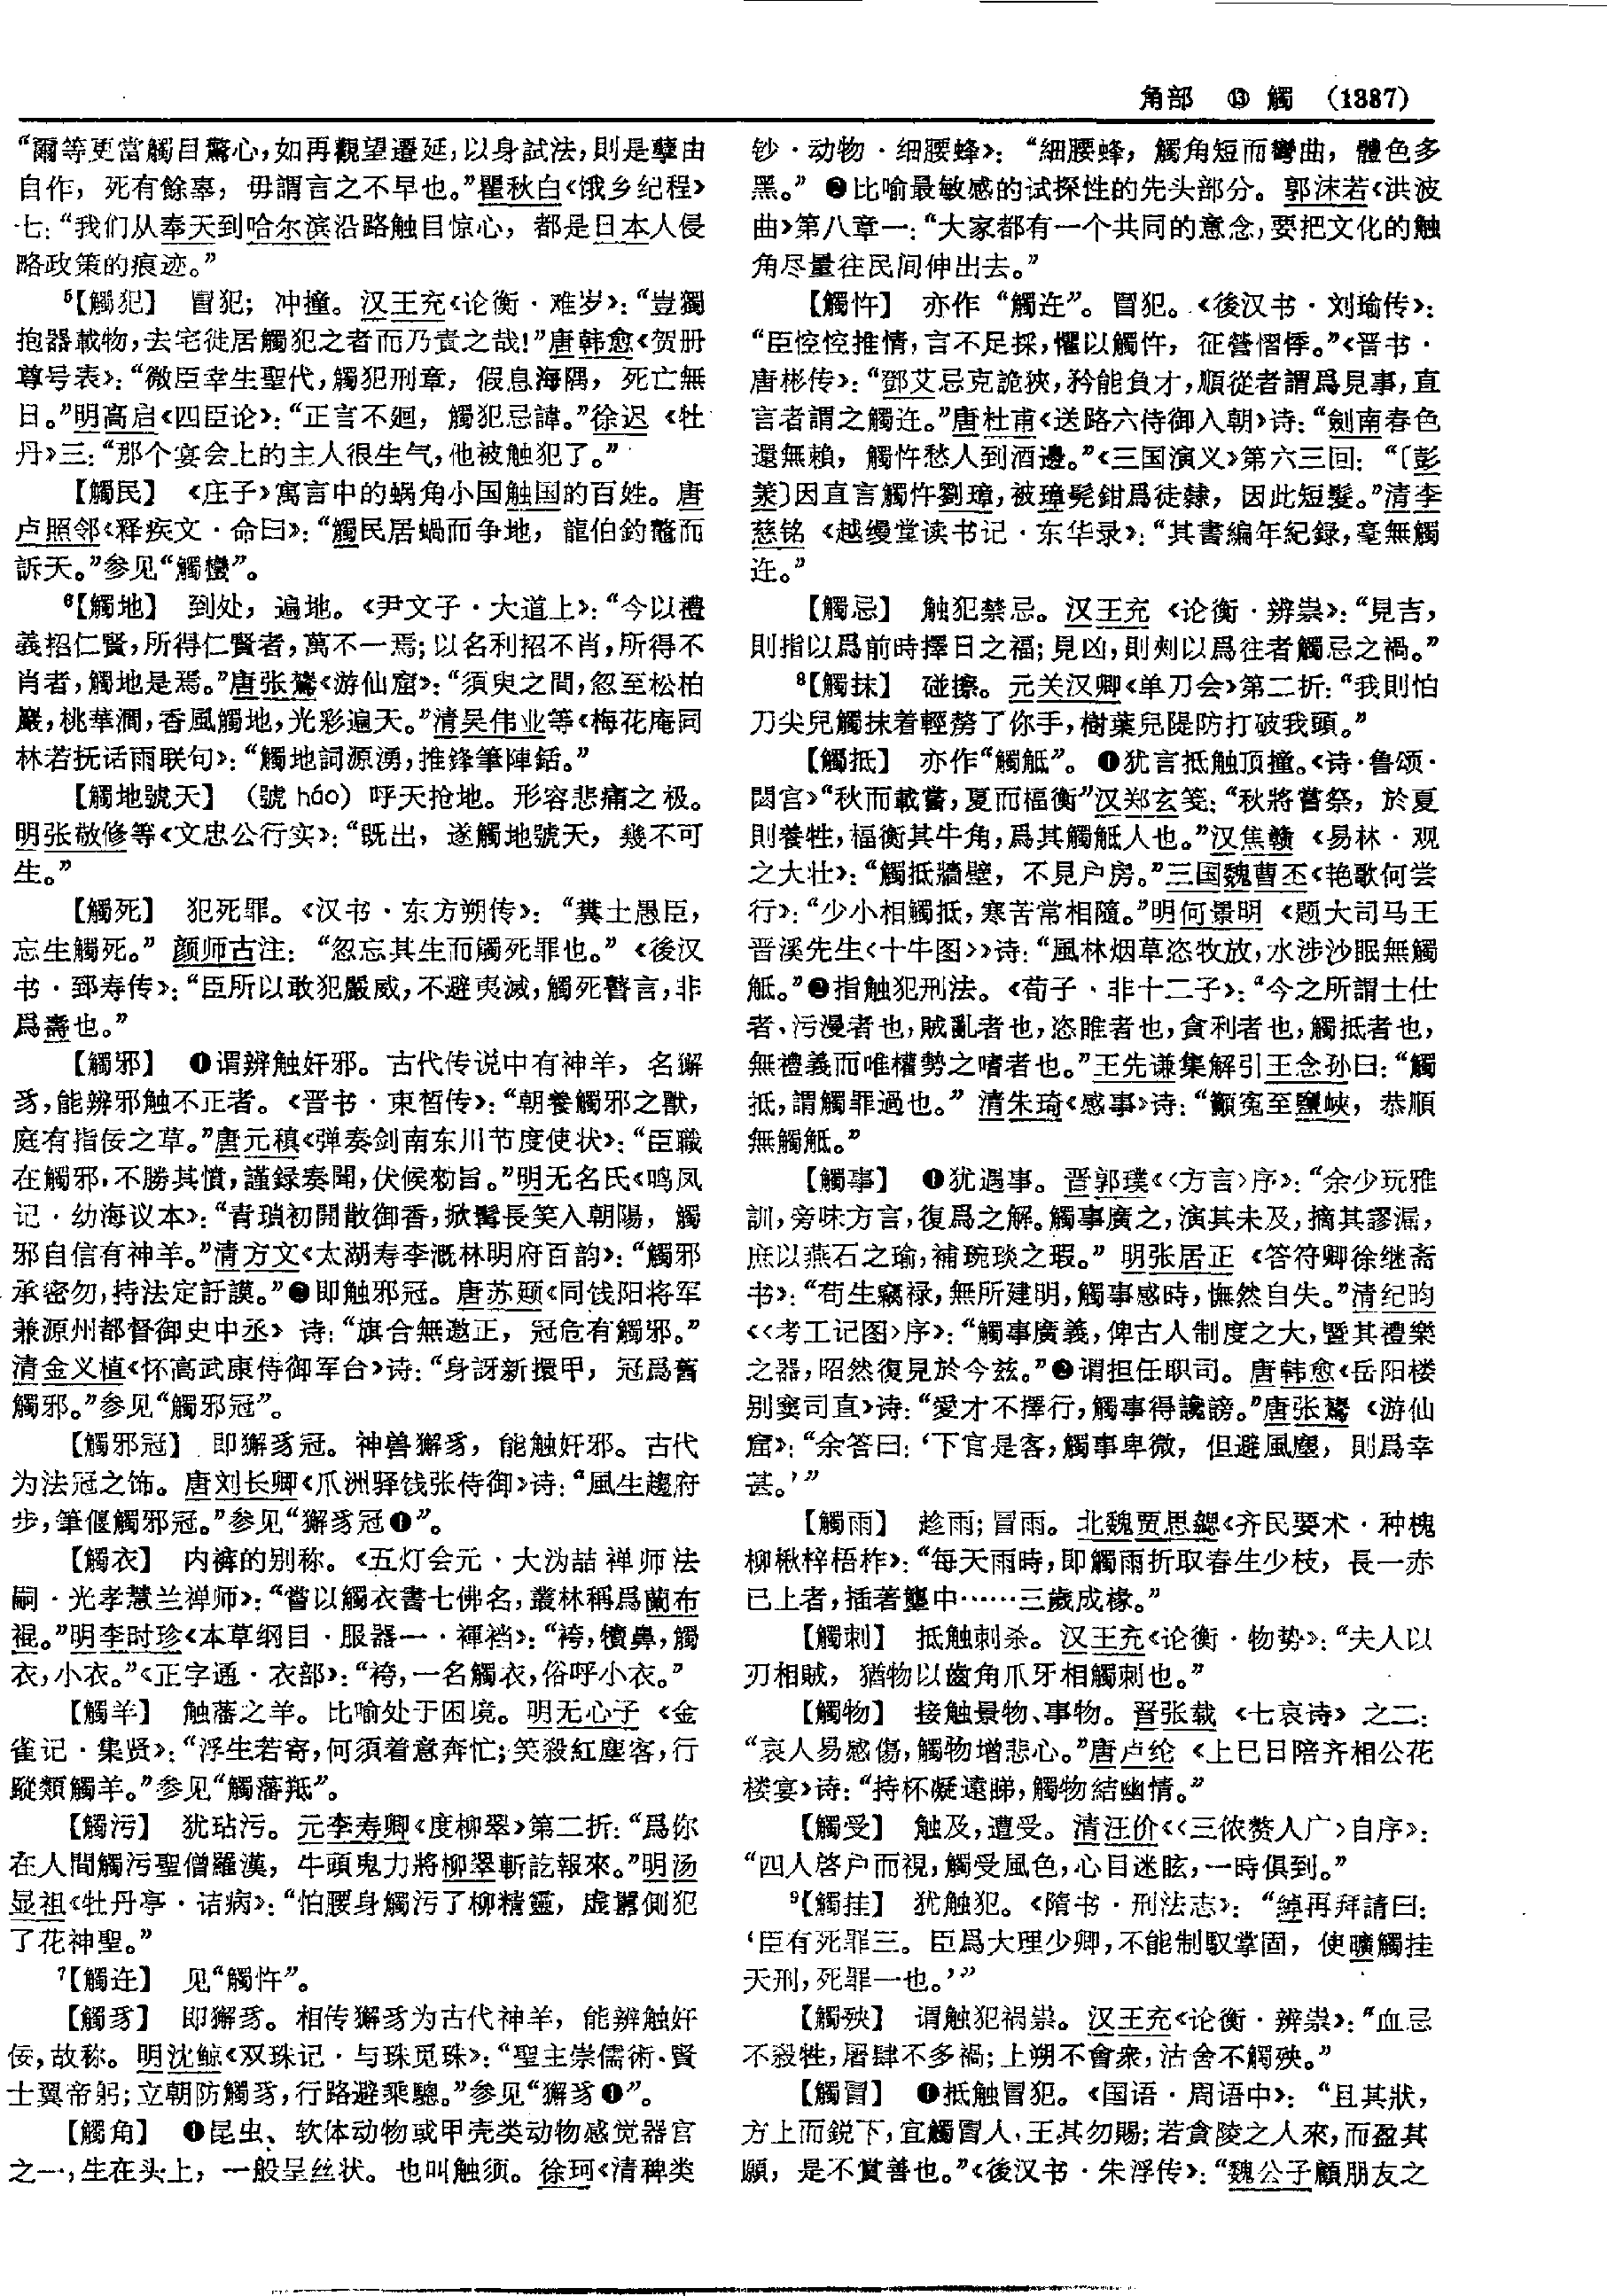 角部 ⑬ 觸 (1387)
“爾等更當觸目驚心，如再觀望遷延，以身試法，則是孽由
自作，死有餘辜，毋謂言之不早也。”瞿秋白《饿乡纪程》
七：“我们从奉天到哈尔滨沿路触目惊心，都是日本人侵
略政策的痕迹。”
⁵【觸犯】 冒犯；冲撞。汉王充《论衡·难岁》：“豈獨
抱器載物，去宅徙居觸犯之者而乃責之哉！”唐韩愈《贺册
尊号表》：“微臣幸生聖代，觸犯刑章，假息海隅，死亡無
日。”明高启《四臣论》：“正言不迴，觸犯忌諱。”徐迟《牡
丹》三：“那个宴会上的主人很生气，他被触犯了。”
【觸民】 《庄子》寓言中的蜗角小国触国的百姓。唐
卢照邻《释疾文·命曰》：“觸民居蝸而争地，龍伯釣鼇而
訴天。”参见“觸蠻”。
⁶【觸地】 到处，遍地。《尹文子·大道上》：“今以禮
義招仁賢，所得仁賢者，萬不一焉；以名利招不肖，所得不
肖者，觸地是焉。”唐张鷟《游仙窟》：“須臾之間，忽至松柏
巖，桃華澗，香風觸地，光彩遍天。”清吴伟业等《梅花庵同
林若抚话雨联句》：“觸地詞源湧，推鋒筆陣銛。”
【觸地號天】 （號 háo）呼天抢地。形容悲痛之极。
明张敬修等《文忠公行实》：“既出，遂觸地號天，幾不可
生。”
【觸死】 犯死罪。《汉书·东方朔传》：“糞土愚臣，
忘生觸死。”颜师古注：“忽忘其生而觸死罪也。”《後汉
书·郅寿传》：“臣所以敢犯嚴威，不避夷滅，觸死瞽言，非
爲壽也。”
【觸邪】 ❶谓辨触奸邪。古代传说中有神羊，名獬
豸，能辨邪触不正者。《晋书·束皙传》：“朝養觸邪之獸，
庭有指佞之草。”唐元稹《弹奏剑南东川节度使状》：“臣職
在觸邪，不勝其憤，謹録奏聞，伏候勑旨。”明无名氏《鸣凤
记·幼海议本》：“青瑣初開散御香，掀髯長笑入朝陽，觸
邪自信有神羊。”清方文《太湖寿李溉林明府百韵》：“觸邪
承密勿，持法定訏謨。”❷即触邪冠。唐苏颋《同饯阳将军
兼源州都督御史中丞》诗：“旗合無邀正，冠危有觸邪。”
清金义植《怀高武康侍御军台》诗：“身訝新擐甲，冠爲舊
觸邪。”参见“觸邪冠”。
【觸邪冠】 即獬豸冠。神兽獬豸，能触奸邪。古代
为法冠之饰。唐刘长卿《瓜洲驿饯张侍御》诗：“風生趨府
步，筆偃觸邪冠。”参见“獬豸冠❶”。
【觸衣】 内裤的别称。《五灯会元·大沩喆禅师法
嗣·光孝慧兰禅师》：“嘗以觸衣書七佛名，叢林稱爲蘭布
裩。”明李时珍《本草纲目·服器一·褌裆》：“袴，犢鼻，觸
衣，小衣。”《正字通·衣部》：“袴，一名觸衣，俗呼小衣。”
【觸羊】 触藩之羊。比喻处于困境。明无心子《金
雀记·集贤》：“浮生若寄，何須着意奔忙；笑殺紅塵客，行
蹤類觸羊。”参见“觸藩羝”。
【觸污】 犹玷污。元李寿卿《度柳翠》第二折：“爲你
在人間觸污聖僧羅漢，牛頭鬼力將柳翠斬訖報來。”明汤
显祖《牡丹亭·诘病》：“怕腰身觸污了柳精靈，虚囂側犯
了花神聖。”
⁷【觸迕】 见“觸忤”。
【觸豸】 即獬豸。相传獬豸为古代神羊，能辨触奸
佞，故称。明沈鲸《双珠记·与珠觅珠》：“聖主崇儒術，賢
士翼帝躬；立朝防觸豸，行路避乘驄。”参见“獬豸❶”。
【觸角】 ❶昆虫、软体动物或甲壳类动物感觉器官
之一，生在头上，一般呈丝状。也叫触须。徐珂《清稗类
钞·动物·细腰蜂》：“細腰蜂，觸角短而彎曲，體色多
黑。”❷比喻最敏感的试探性的先头部分。郭沫若《洪波
曲》第八章一：“大家都有一个共同的意念，要把文化的触
角尽量往民间伸出去。”
【觸忤】 亦作“觸迕”。冒犯。《後汉书·刘瑜传》：
“臣悾悾推情，言不足採，懼以觸忤，征營慴悸。”《晋书·
唐彬传》：“鄧艾忌克詭狹，矜能負才，順從者謂爲見事，直
言者謂之觸迕。”唐杜甫《送路六侍御入朝》诗：“劍南春色
還無賴，觸忤愁人到酒邊。”《三国演义》第六三回：“〔彭
羕〕因直言觸忤劉璋，被璋髡鉗爲徒隸，因此短髮。”清李
慈铭《越缦堂读书记·东华录》：“其書編年紀録，毫無觸
迕。”
【觸忌】 触犯禁忌。汉王充《论衡·辨祟》：“見吉，
則指以爲前時擇日之福；見凶，則刾以爲往者觸忌之禍。”
⁸【觸抹】 碰擦。元关汉卿《单刀会》第二折：“我則怕
刀尖兒觸抹着輕剺了你手，樹葉兒隄防打破我頭。”
【觸抵】 亦作“觸觝”。❶犹言抵触顶撞。《诗·鲁颂·
閟宫》“秋而載嘗，夏而楅衡”汉郑玄笺：“秋將嘗祭，於夏
則養牲，楅衡其牛角，爲其觸觝人也。”汉焦赣《易林·观
之大壮》：“觸抵牆壁，不見户房。”三国魏曹丕《艳歌何尝
行》：“少小相觸抵，寒苦常相隨。”明何景明《题大司马王
晋溪先生〈十牛图〉》诗：“風林烟草恣牧放，水涉沙眠無觸
觝。”❷指触犯刑法。《荀子·非十二子》：“今之所謂士仕
者，污漫者也，賊亂者也，恣睢者也，貪利者也，觸抵者也，
無禮義而唯權勢之嗜者也。”王先谦集解引王念孙曰：“觸
抵，謂觸罪過也。”清朱琦《感事》诗：“籲寃至鹽峽，恭順
無觸觝。”
【觸事】 ❶犹遇事。晋郭璞《〈方言〉序》：“余少玩雅
訓，旁味方言，復爲之解。觸事廣之，演其未及，摘其謬漏，
庶以燕石之瑜，補琬琰之瑕。”明张居正《答符卿徐继斋
书》：“苟生竊禄，無所建明，觸事感時，憮然自失。”清纪昀
《〈考工记图〉序》：“觸事廣義，俾古人制度之大，暨其禮樂
之器，昭然復見於今兹。”❷谓担任职司。唐韩愈《岳阳楼
别窦司直》诗：“愛才不擇行，觸事得讒謗。”唐张鷟《游仙
窟》：“余答曰：‘下官是客，觸事卑微，但避風塵，則爲幸
甚。’”
【觸雨】 趁雨；冒雨。北魏贾思勰《齐民要术·种槐
柳楸梓梧柞》：“每天雨時，即觸雨折取春生少枝，長一赤
已上者，插著壟中……三歲成椽。”
【觸刺】 抵触刺杀。汉王充《论衡·物势》：“夫人以
刃相賊，猶物以齒角爪牙相觸刺也。”
【觸物】 接触景物、事物。晋张载《七哀诗》之二：
“哀人易感傷，觸物增悲心。”唐卢纶《上巳日陪齐相公花
楼宴》诗：“持杯凝遠睇，觸物結幽情。”
【觸受】 触及，遭受。清汪价《〈三侬赘人广〉自序》：
“四人啓户而視，觸受風色，心目迷眩，一時俱到。”
⁹【觸挂】 犹触犯。《隋书·刑法志》：“綽再拜請曰：
‘臣有死罪三。臣爲大理少卿，不能制馭掌固，使曠觸挂
天刑，死罪一也。’”
【觸殃】 谓触犯祸祟。汉王充《论衡·辨祟》：“血忌
不殺牲，屠肆不多禍；上朔不會衆，沽舍不觸殃。”
【觸冒】 ❶抵触冒犯。《国语·周语中》：“且其狀，
方上而鋭下，宜觸冒人，王其勿賜；若貪陵之人來，而盈其
願，是不賞善也。”《後汉书·朱浮传》：“魏公子顧朋友之